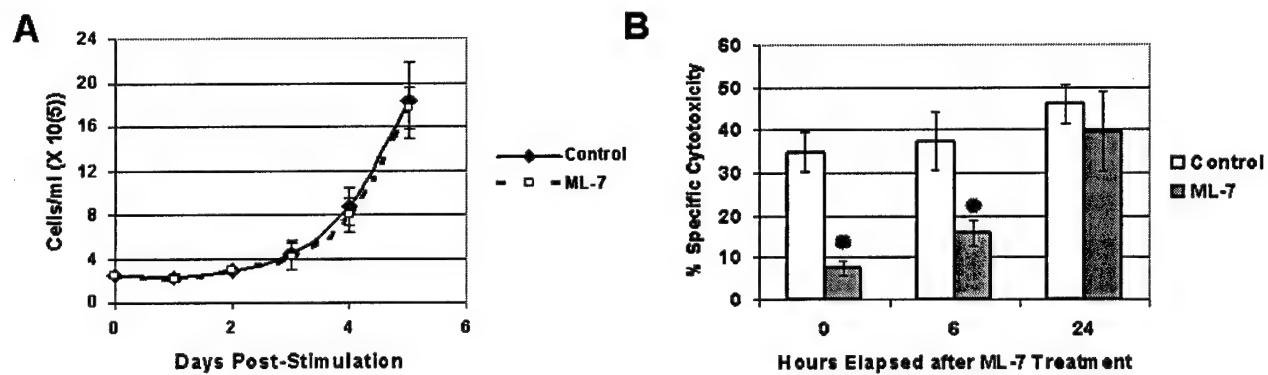 A
Cells/ml (X 10(5))
24
20
16
12
8
4
0
0 2 4 6
Days Post-Stimulation
Control
ML-7
B
% Specific Cytotoxicity
60
50
40
30
20
10
0
0 6 24
Hours Elapsed after ML-7 Treatment
Control
ML-7